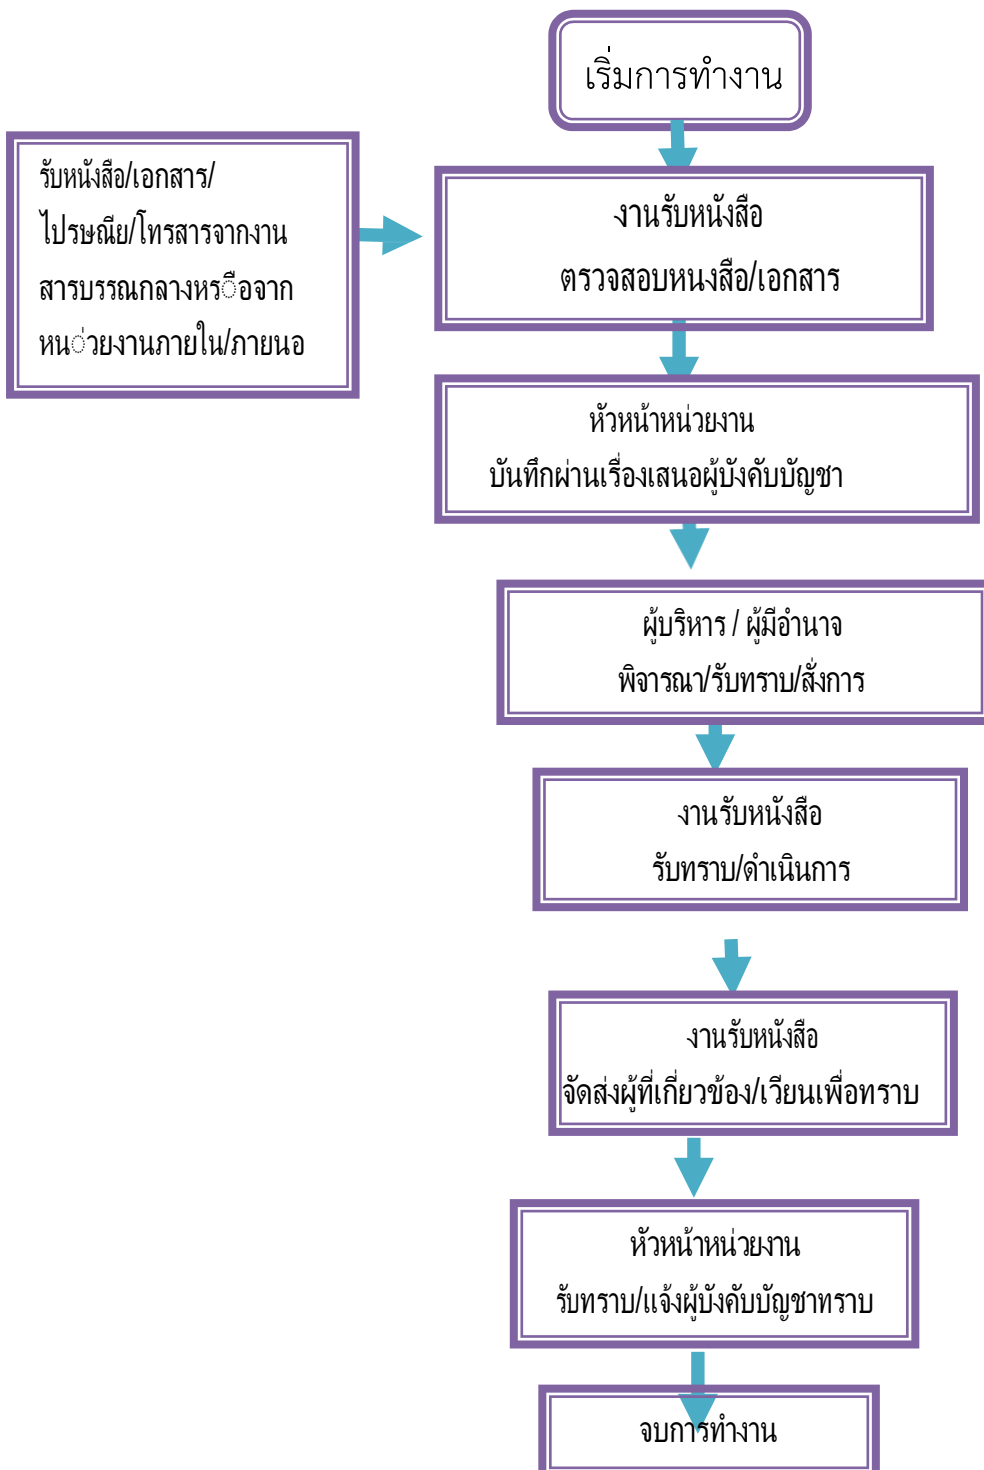 เริ่มการทำงาน
รับหนังสือ/เอกสาร/
ไปรษณีย/โทรสารจากงาน
สารบรรณกลางหร ือจาก
หน ่วยงานภายใน/ภายนอ
งานรับหนังสือ
ตรวจสอบหนงสือ/เอกสาร
หัวหน้าหน่วยงาน
บันทึกผ่านเรื่องเสนอผู้บังคับบัญชา
ผู้บริหาร / ผู้มีอำนาจ
พิจารณา/รับทราบ/สั่งการ
งานรับหนังสือ
รับทราบ/ดำเนินการ
งานรับหนังสือ
จัดส่งผู้ที่เกี่ยวข้อง/เวียนเพื่อทราบ
หัวหน้าหน่วยงาน
รับทราบ/แจ้งผู้บังคับบัญชาทราบ
จบการทำงาน